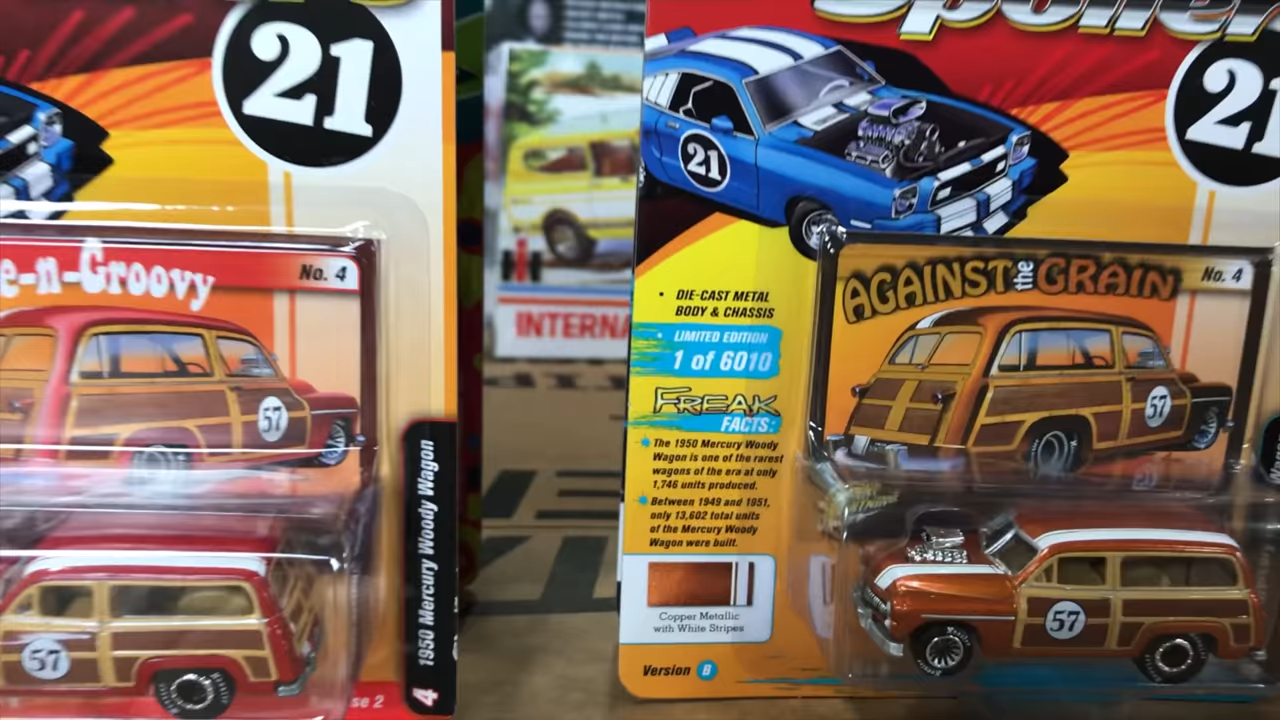 21
e-n-Groovy
No. 4
57
57
1950 Mercury Woody Wagon
4
se 2
INTERNA
Spoiler
21
21
AGAINST the GRAIN
No. 4
57
• DIE-CAST METAL
BODY & CHASSIS
• LIMITED EDITION
1 of 6010
FREAK
FACTS:
The 1950 Mercury Woody
Wagon is one of the rarest
wagons of the era at only
1,746 units produced.
Between 1949 and 1951,
only 13,602 total units
of the Mercury Woody
Wagon were built.
Copper Metallic
with White Stripes
Version B
57